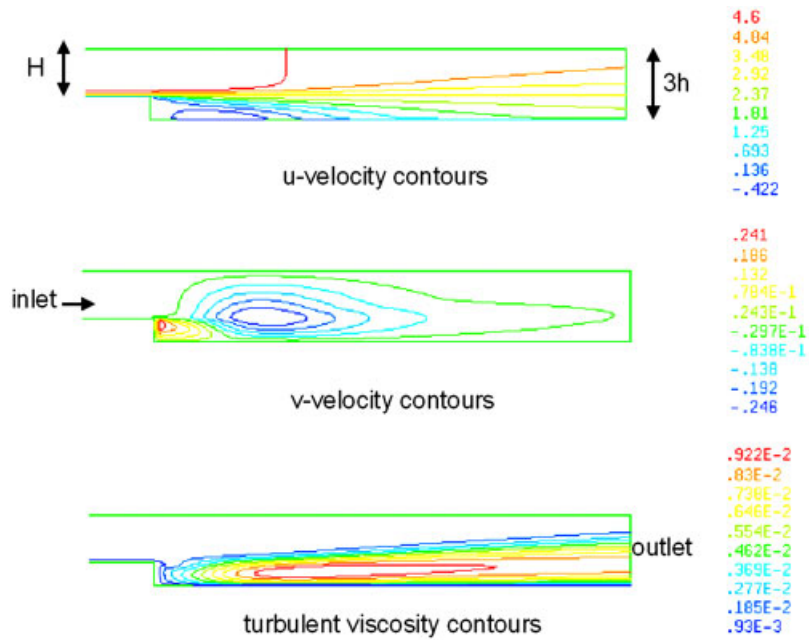 H
3h
4.6
4.04
3.48
2.92
2.37
1.81
1.25
.693
.136
-.422
u-velocity contours
inlet
.241
.186
.132
.784E-1
.243E-1
-.297E-1
-.838E-1
-.138
-.192
-.246
v-velocity contours
outlet
.922E-2
.83E-2
.738E-2
.646E-2
.554E-2
.462E-2
.369E-2
.277E-2
.185E-2
.93E-3
turbulent viscosity contours